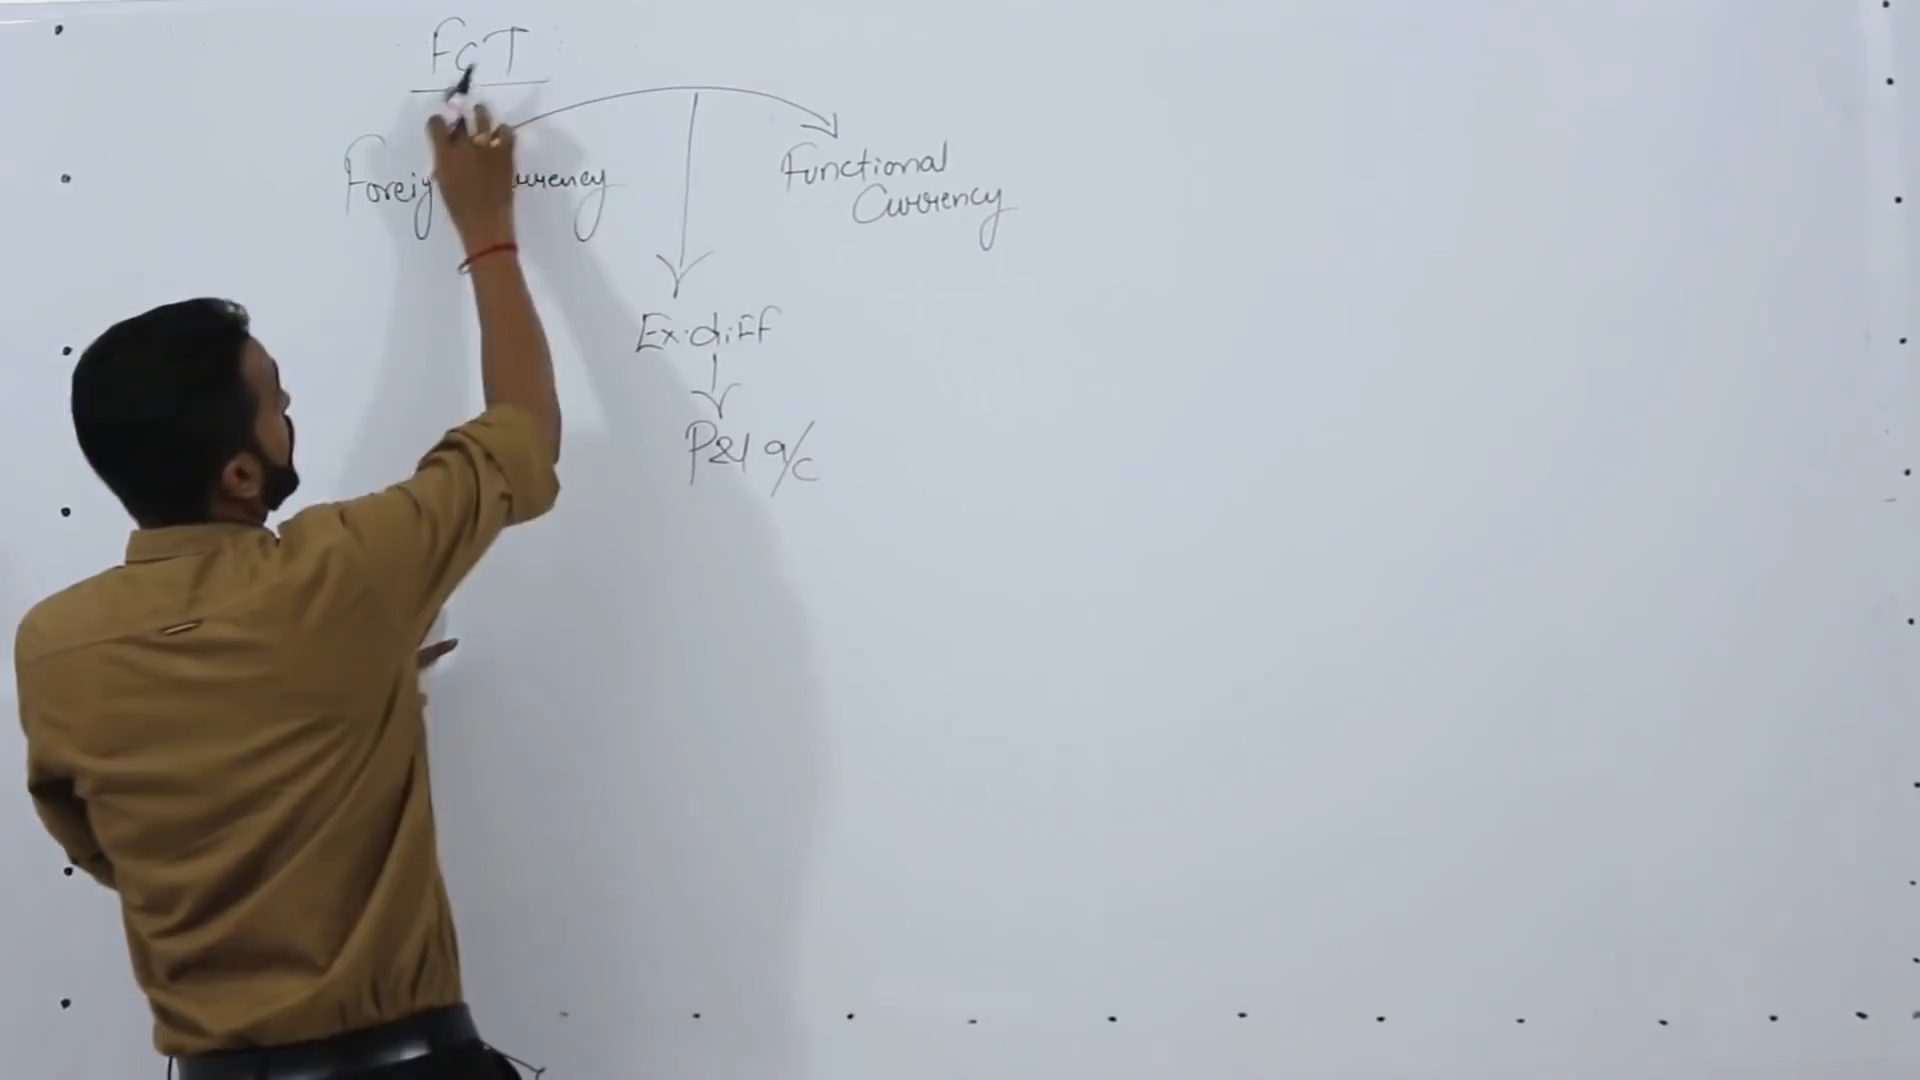 FCT
Foreign Currency
Functional
Currency
Ex.diff
P&L a/c